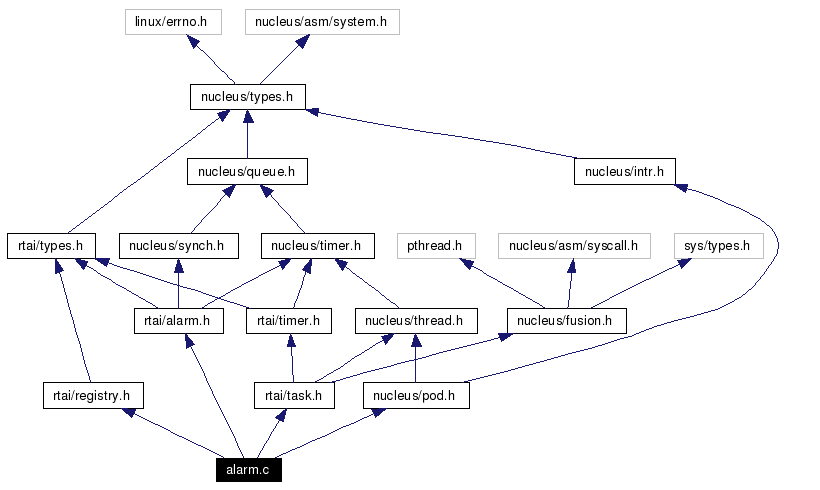 linux/errno.h
nucleus/asm/system.h
nucleus/types.h
nucleus/queue.h
nucleus/intr.h
rtai/types.h
nucleus/synch.h
nucleus/timer.h
pthread.h
nucleus/asm/syscall.h
sys/types.h
rtai/alarm.h
rtai/timer.h
nucleus/thread.h
nucleus/fusion.h
rtai/registry.h
rtai/task.h
nucleus/pod.h
alarm.c